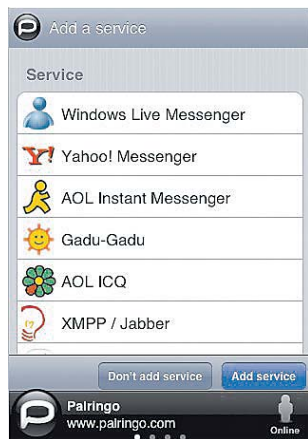 Add a service
Service
Windows Live Messenger
Yahoo! Messenger
AOL Instant Messenger
Gadu-Gadu
AOL ICQ
XMPP / Jabber
Don't add service
Add service
Palringo
www.palringo.com
Online